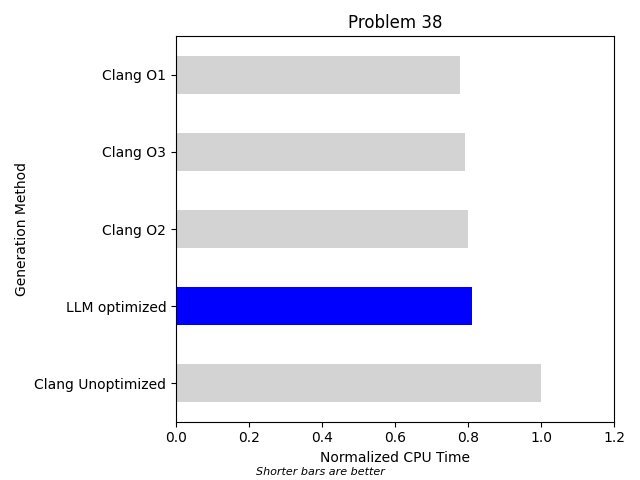 Problem 38
Generation Method
Clang O1
Clang O3
Clang O2
LLM optimized
Clang Unoptimized
0.0 0.2 0.4 0.6 0.8 1.0 1.2
Normalized CPU Time
Shorter bars are better